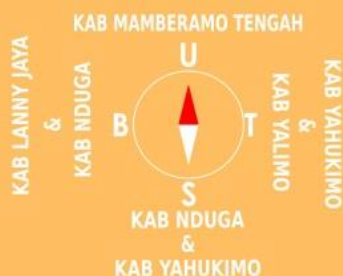 KAB MAMBERAMO TENGAH
U
KAB LANNY JAYA
&
KAB NDUGA
B
T
KAB YALIMO
&
KAB YAHUKIMO
S
KAB NDUGA
&
KAB YAHUKIMO